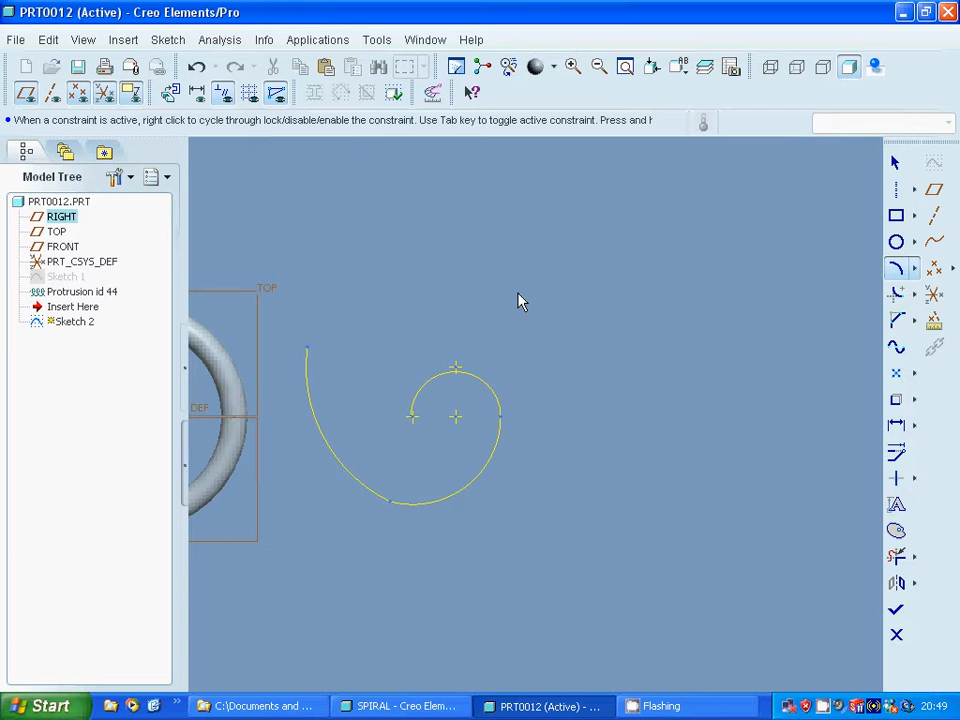 PRT0012 (Active) - Creo Elements/Pro
File Edit View Insert Sketch Analysis Info Applications Tools Window Help
When a constraint is active, right click to cycle through lock/disable/enable the constraint. Use Tab key to toggle active constraint. Press and h
Model Tree
PRT0012.PRT
RIGHT
TOP
FRONT
PRT_CSYS_DEF
Sketch 1
Protrusion id 44
Insert Here
Sketch 2
TOP
DEF
Start
C:\Documents and ...
SPIRAL - Creo Elem...
PRT0012 (Active) - ...
Flashing
20:49